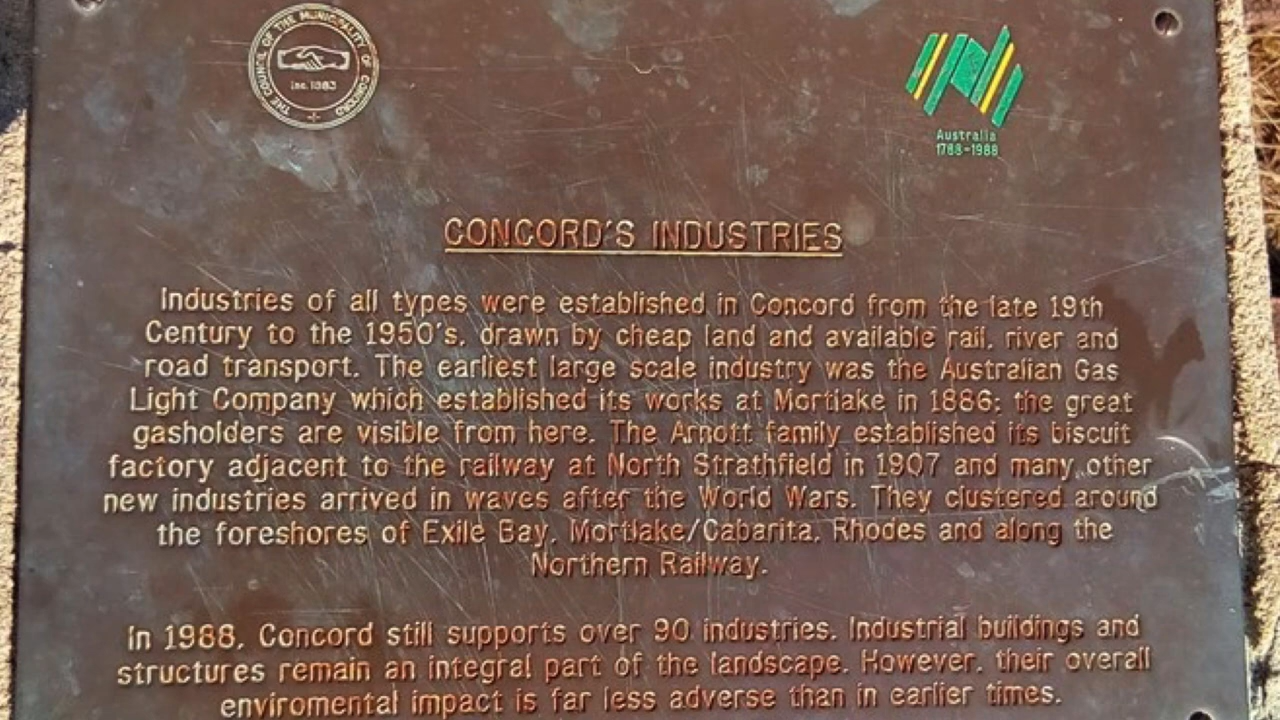 THE COUNCIL OF THE MUNICIPALITY OF CONCORD
Inc. 1883
Australia
1788-1988
CONCORD'S INDUSTRIES
Industries of all types were established in Concord from the late 19th
Century to the 1950's, drawn by cheap land and available rail, river and
road transport. The earliest large scale industry was the Australian Gas
Light Company which established its works at Mortlake in 1886; the great
gasholders are visible from here. The Arnott family established its biscuit
factory adjacent to the railway at North Strathfield in 1907 and many other
new industries arrived in waves after the World Wars. They clustered around
the foreshores of Exile Bay, Mortlake/Cabarita, Rhodes and along the
Northern Railway.
In 1988, Concord still supports over 90 industries. Industrial buildings and
structures remain an integral part of the landscape. However, their overall
enviromental impact is far less adverse than in earlier times.